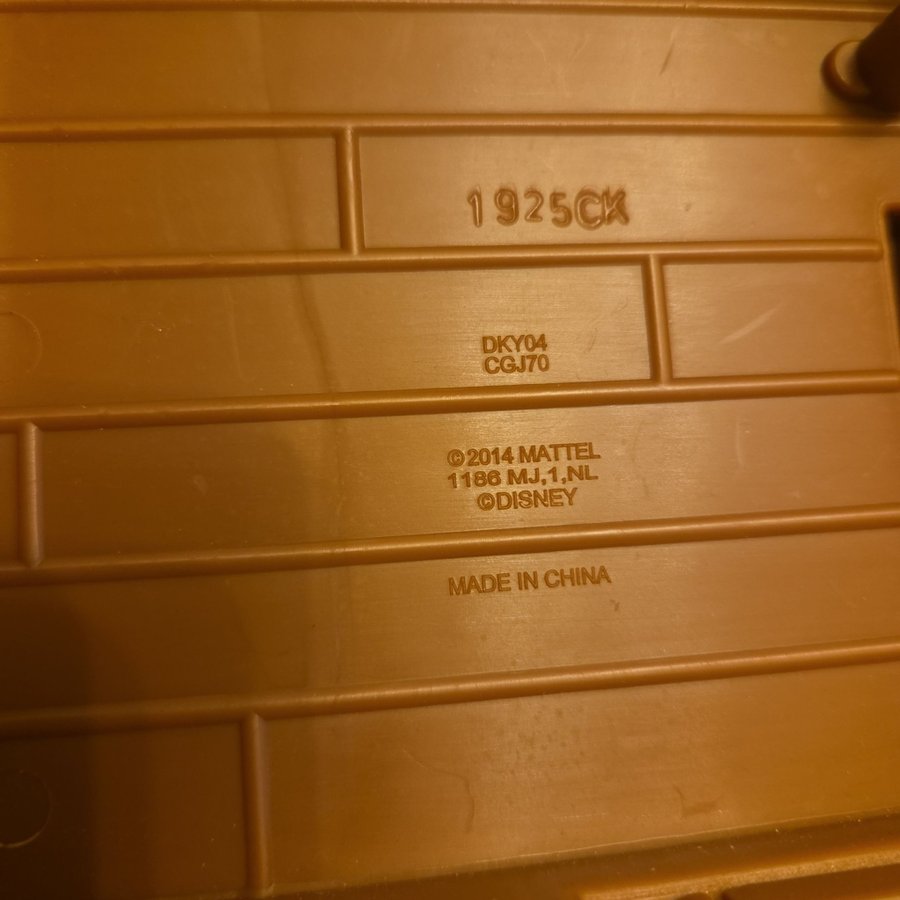 1925CK
DKY04
CGJ70
©2014 MATTEL
1186 MJ,1,NL
©DISNEY
MADE IN CHINA